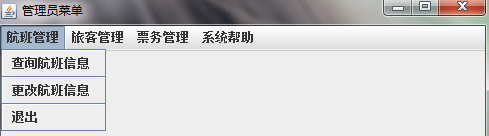 管理员菜单
航班管理 旅客管理 票务管理 系统帮助
查询航班信息
更改航班信息
退出